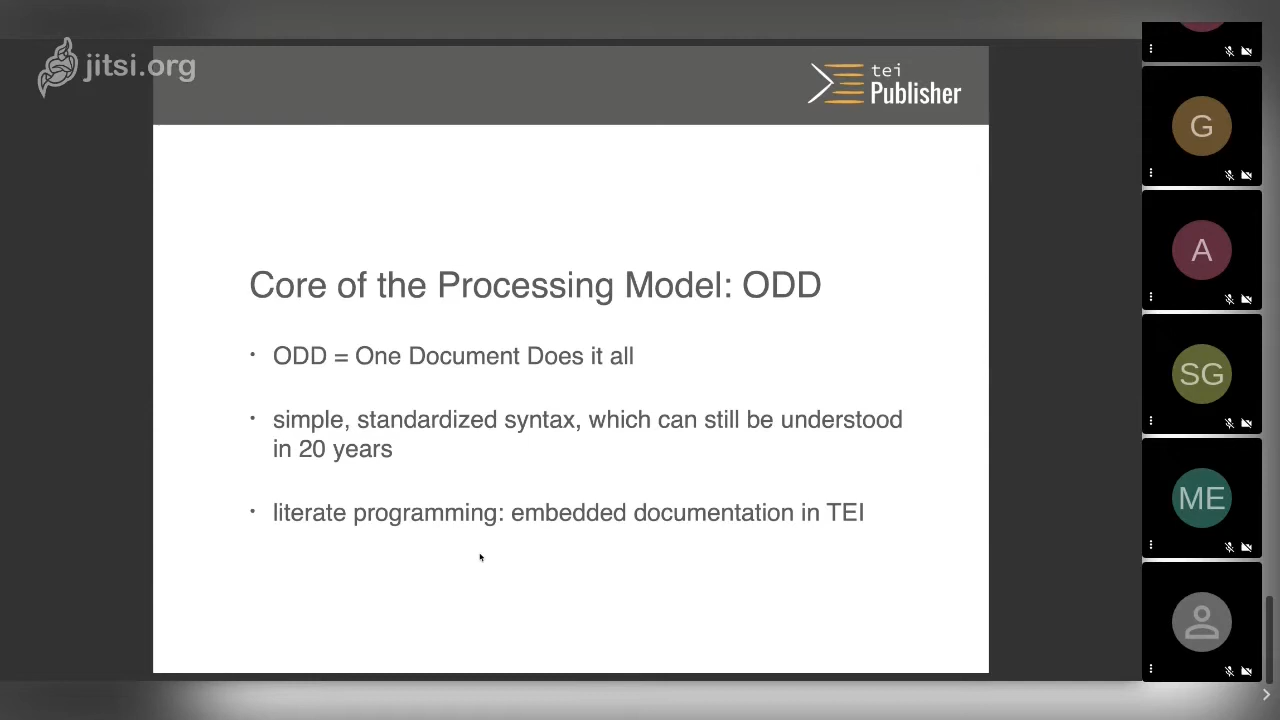 jitsi.org
tei
Publisher
Core of the Processing Model: ODD
• ODD = One Document Does it all
• simple, standardized syntax, which can still be understood
in 20 years
• literate programming: embedded documentation in TEI
G
A
SG
ME